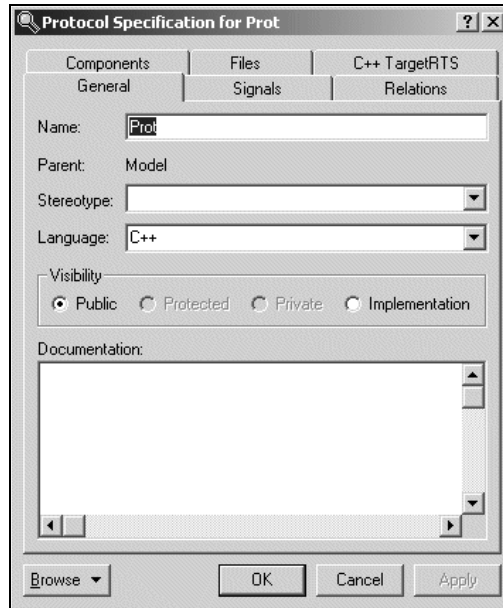 Protocol Specification for Prot
Components Files C++ TargetRTS
General Signals Relations
Name: Prot
Parent: Model
Stereotype:
Language: C++
Visibility
Public Protected Private Implementation
Documentation:
Browse OK Cancel Apply